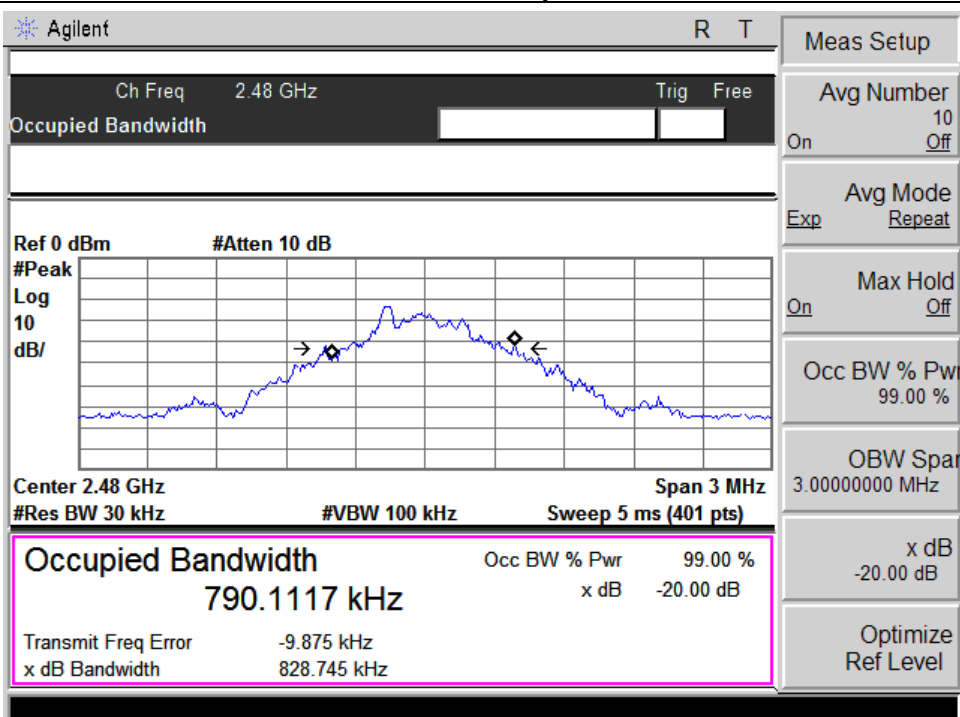 Agilent R T
Meas Setup
Ch Freq 2.48 GHz Trig Free
Occupied Bandwidth
Avg Number
10
On Off
Avg Mode
Exp Repeat
Ref 0 dBm #Atten 10 dB
#Peak
Log
10
dB/
Max Hold
On Off
Occ BW % Pwr
99.00 %
Center 2.48 GHz Span 3 MHz
#Res BW 30 kHz #VBW 100 kHz Sweep 5 ms (401 pts)
OBW Span
3.00000000 MHz
Occupied Bandwidth Occ BW % Pwr 99.00 %
790.1117 kHz x dB -20.00 dB
Transmit Freq Error -9.875 kHz
x dB Bandwidth 828.745 kHz
x dB
-20.00 dB
Optimize
Ref Level